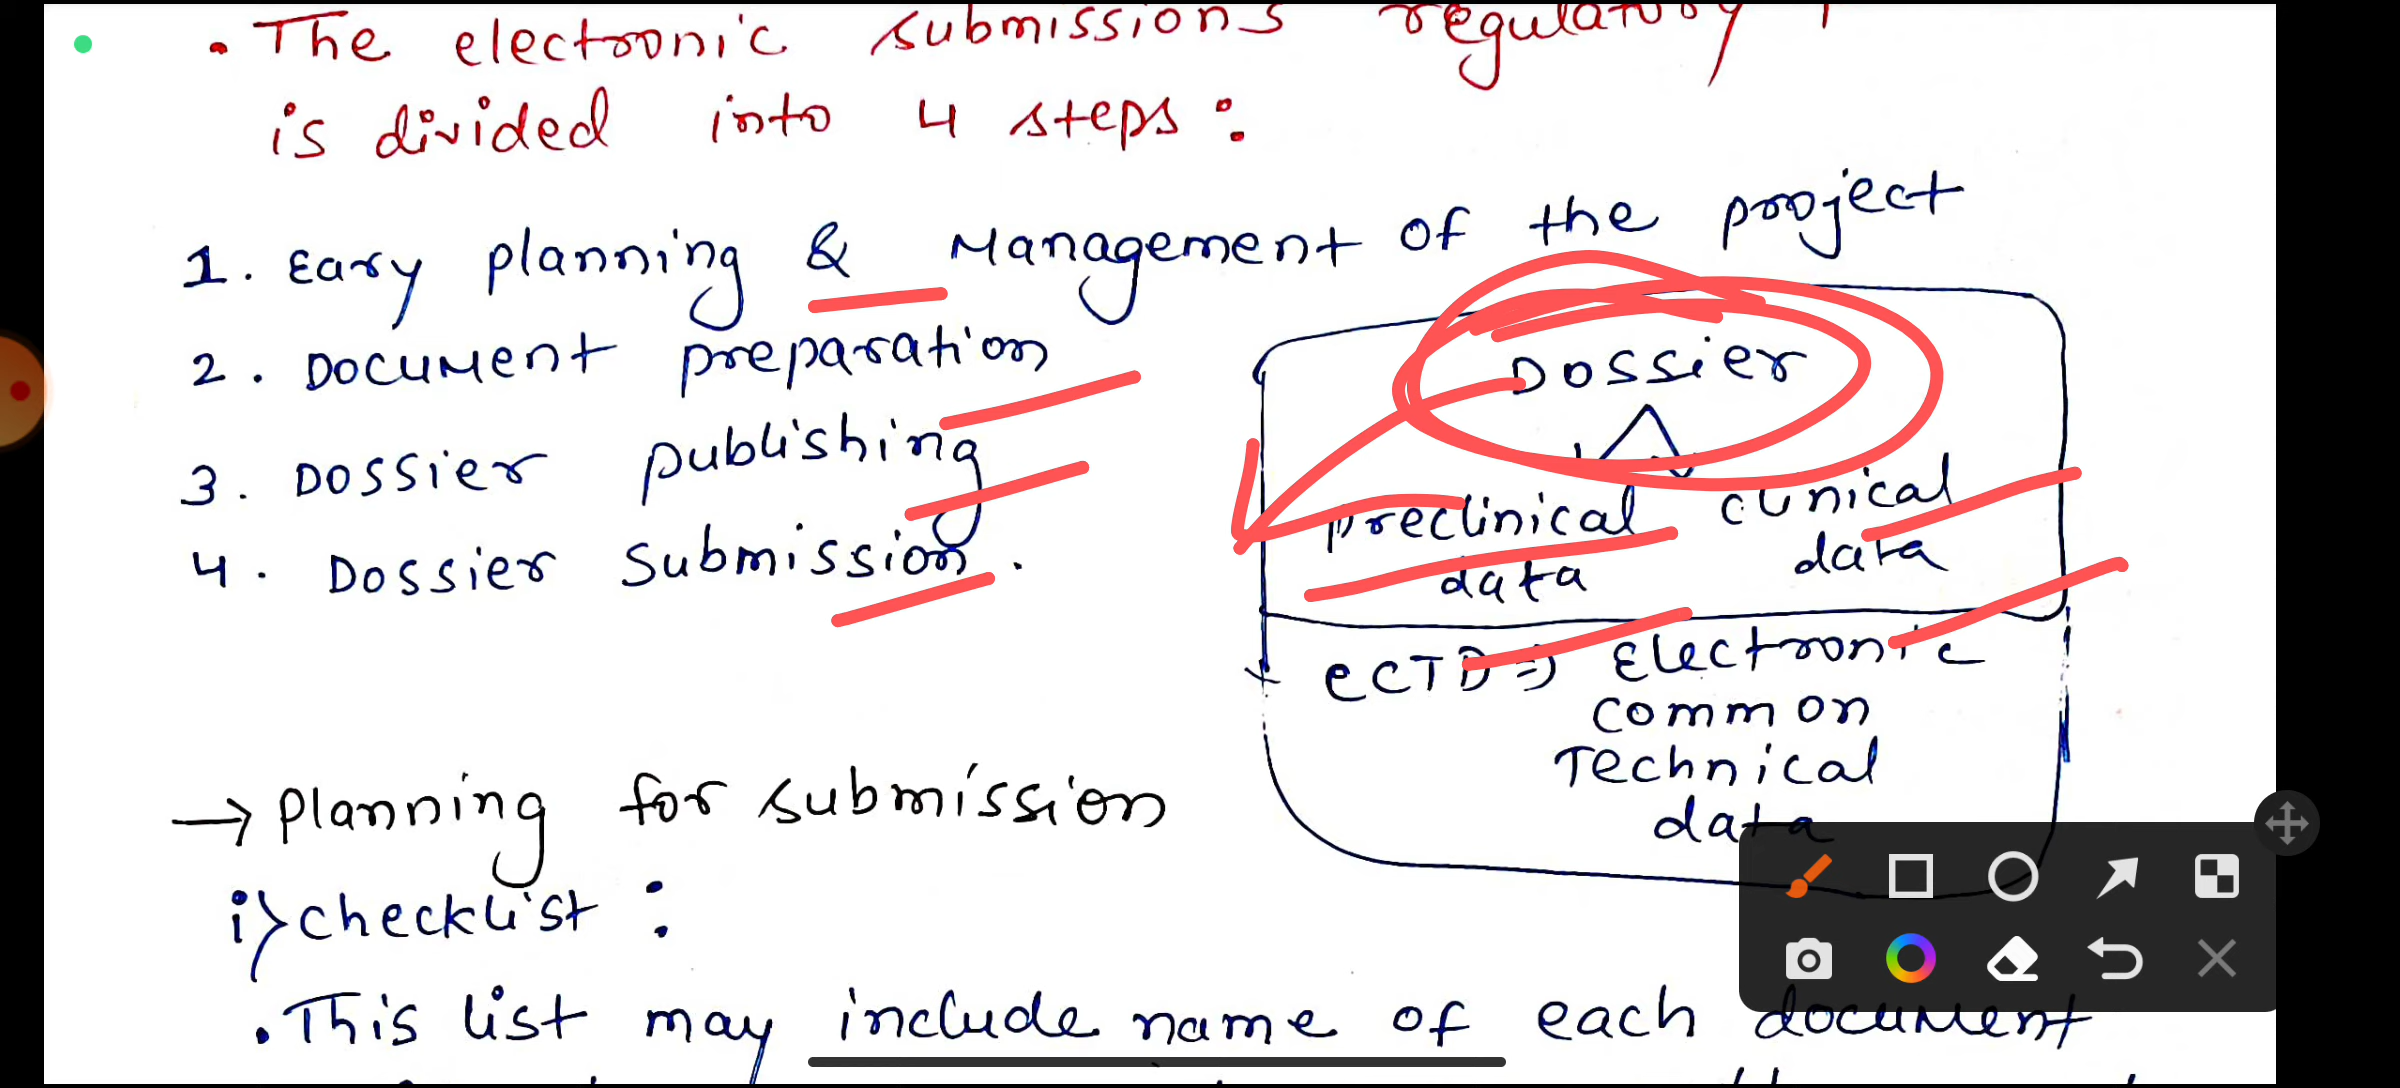 • The electronic submissions regulatory
is divided into 4 steps :
1. Eary planning & Management of the project
2. Document preparation
3. Dossier publishing
4. Dossier submission .
Dossier
preclinical data
clinical data
eCTD => Electronic
common
Technical
data
→ planning for submission
i> checklist :
• This list may include name of each document